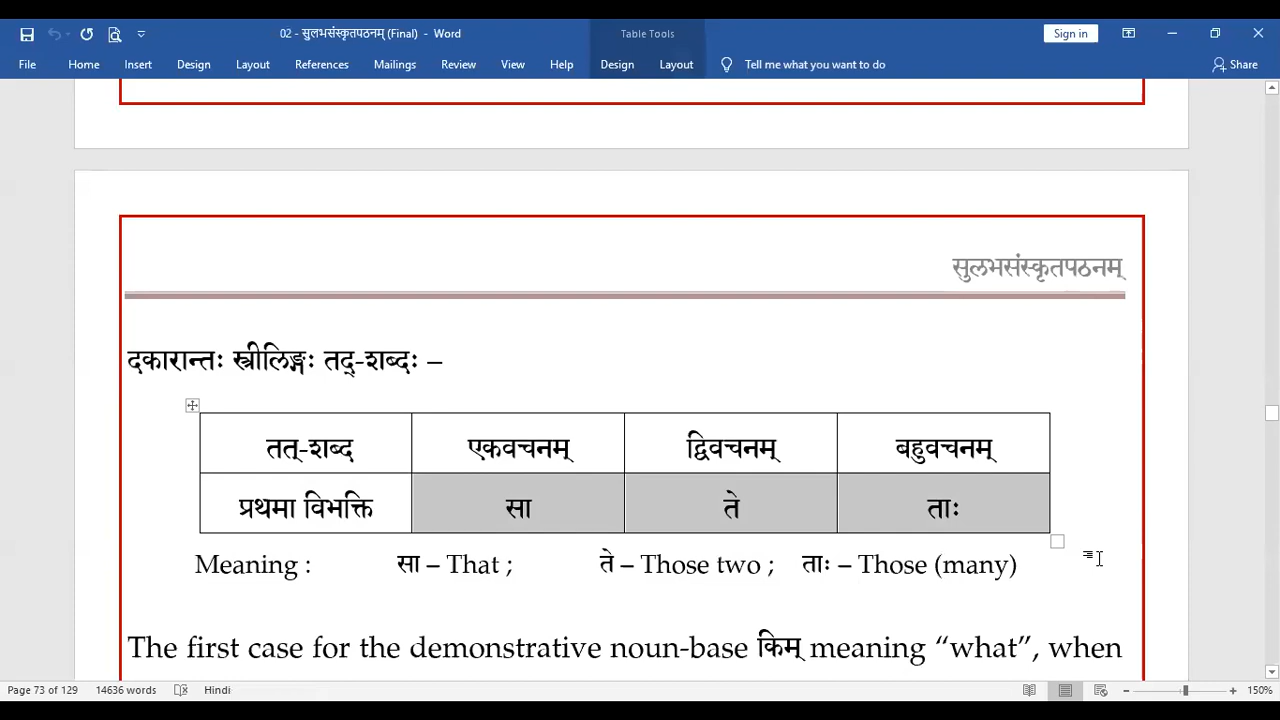 02 - सुलभसंस्कृतपठनम् (Final) - Word
Table Tools
Sign in
File Home Insert Design Layout References Mailings Review View Help Design Layout Tell me what you want to do Share
सुलभसंस्कृतपठनम्
दकारान्तः स्त्रीलिङ्गः तद्-शब्दः –
तत्-शब्द एकवचनम् द्विवचनम् बहुवचनम्
प्रथमा विभक्ति सा ते ताः
Meaning : सा – That ; ते – Those two ; ताः – Those (many)
The first case for the demonstrative noun-base किम् meaning “what”, when
Page 73 of 129 14636 words Hindi 150%